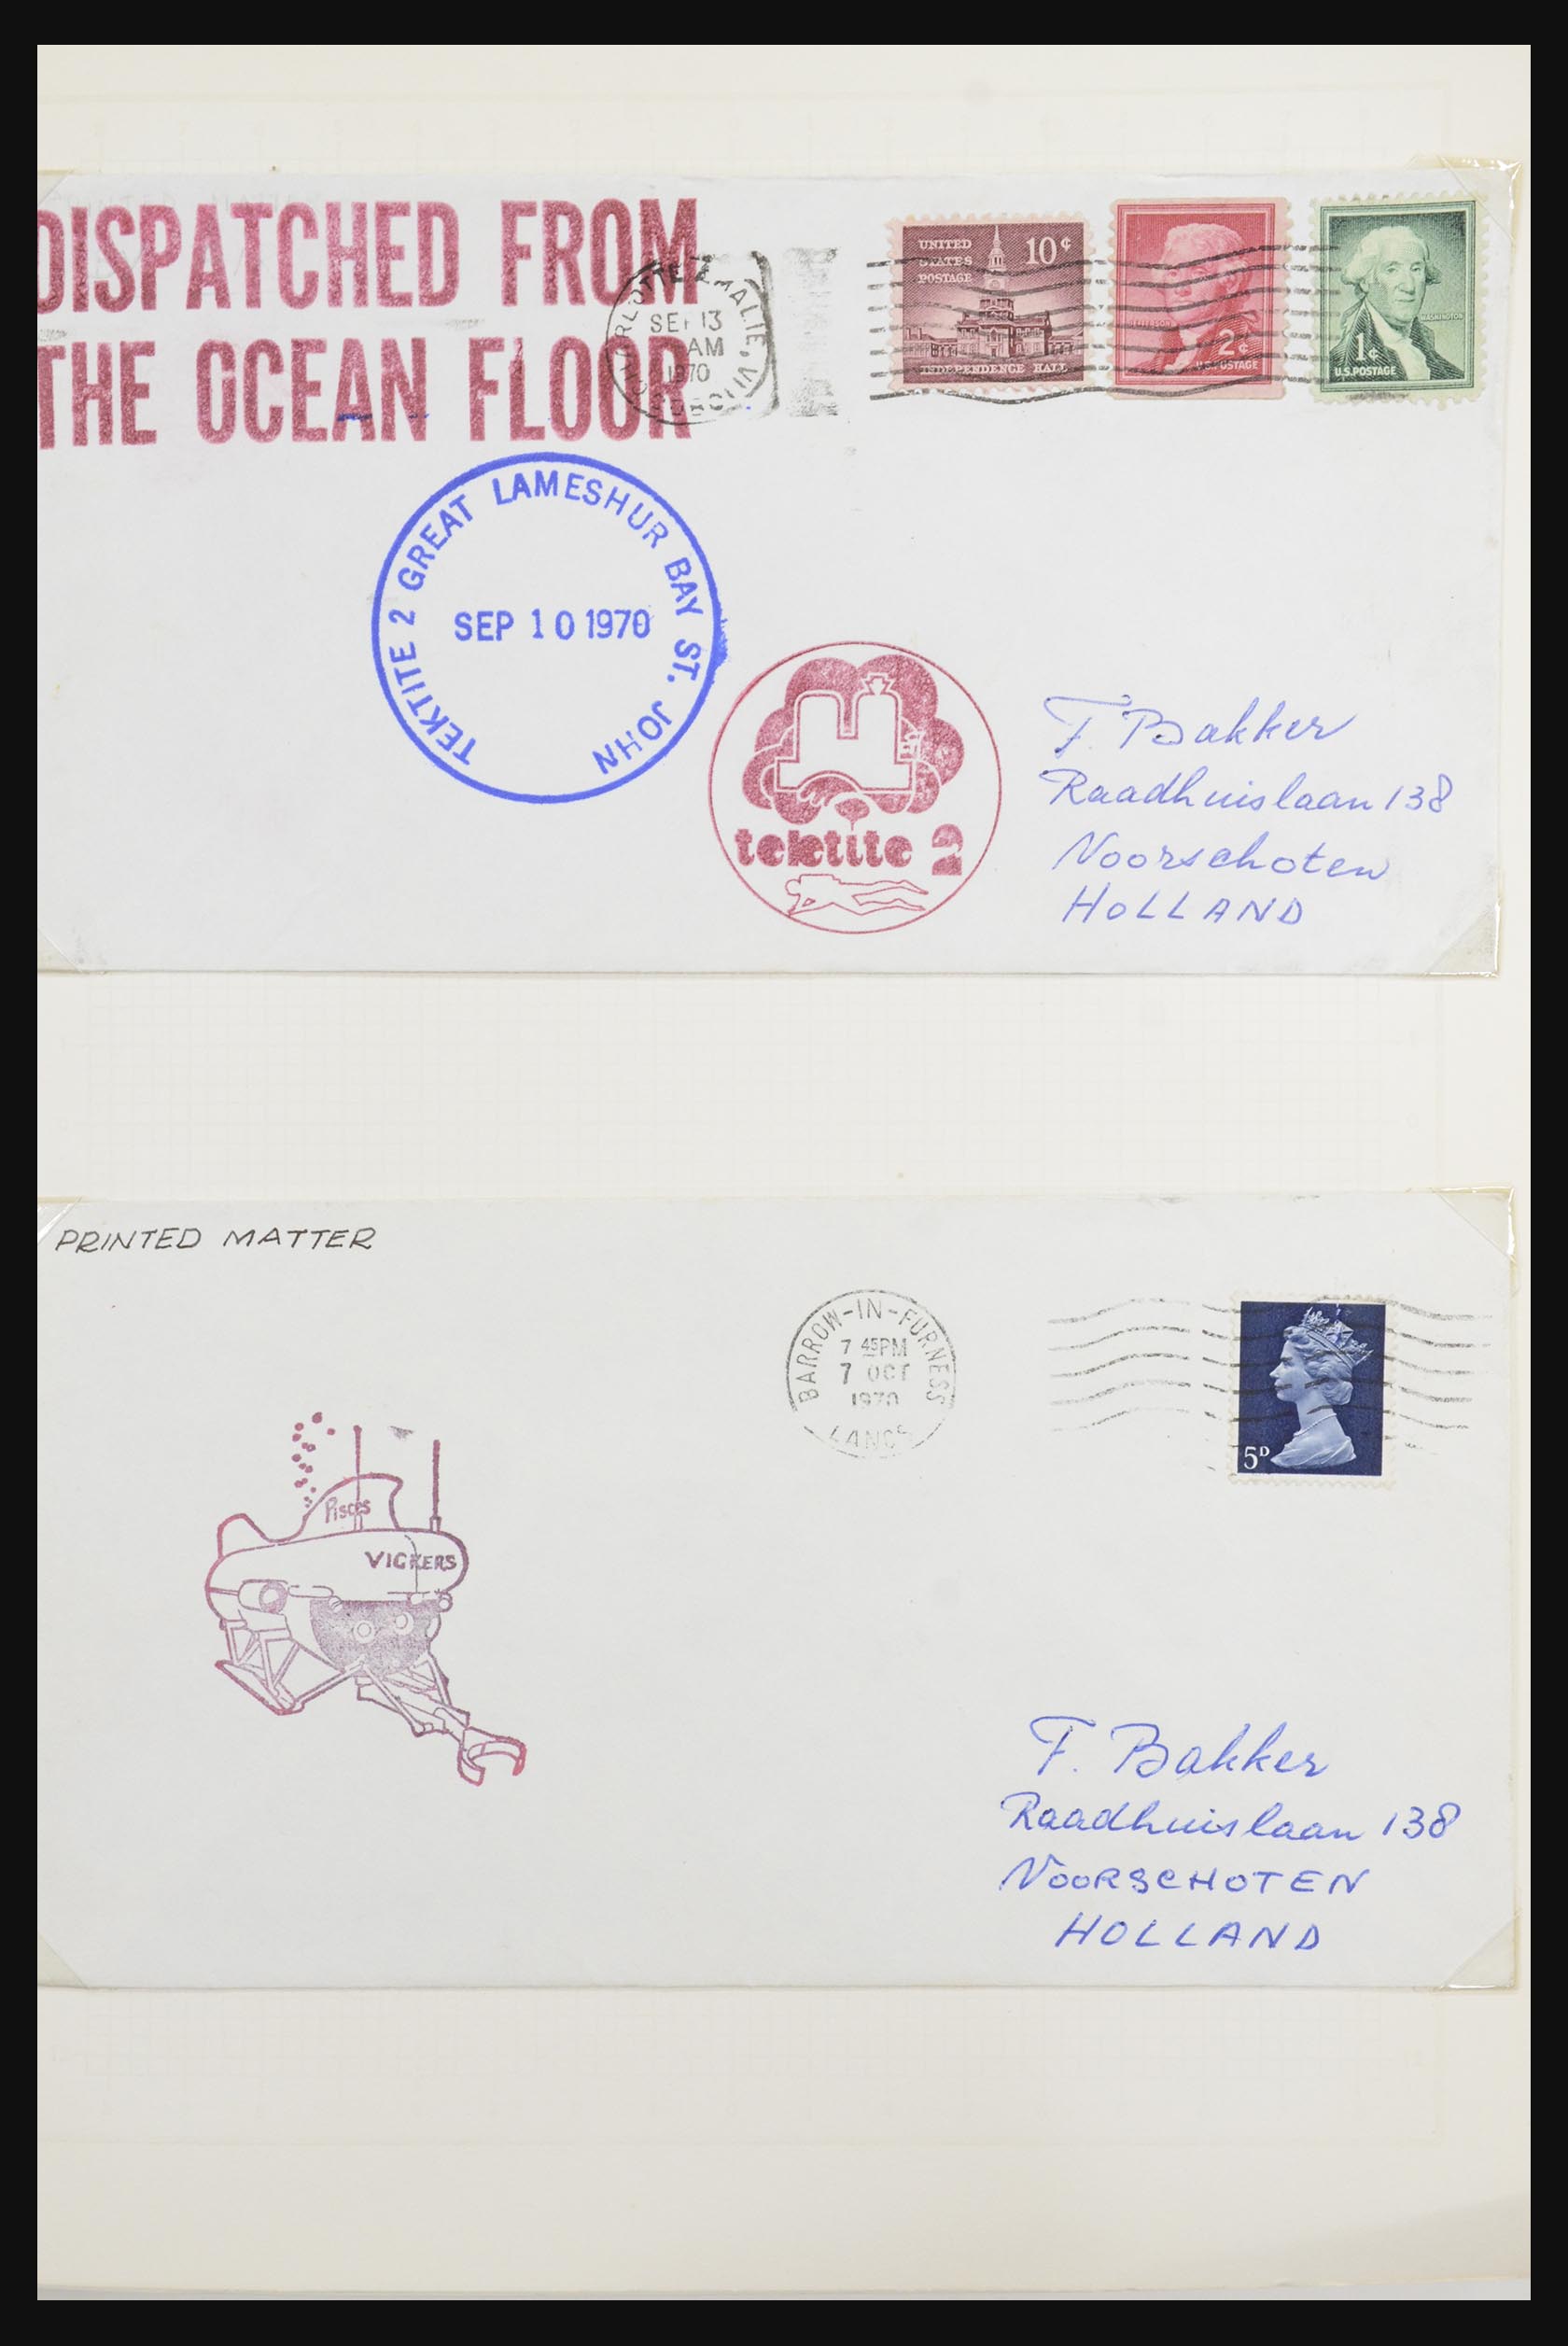 DISPATCHED FROM
THE OCEAN FLOOR
SEP 13
AM
1970
UNITED
STATES
POSTAGE
10¢
INDEPENDENCE HALL
JEFFERSON
2¢
U.S. POSTAGE
WASHINGTON
1¢
U.S. POSTAGE
TEKTITE 2 GREAT LAMESHUR BAY ST. JOHN
SEP 10 1970
tektite 2
F. Bakker
Raadhuislaan 138
Noorschoten
HOLLAND
PRINTED MATTER
BARROW-IN-FURNESS
7 45PM
7 OCT
1970
LANCS
5D
Pisces
VICKERS
F. Bakker
Raadhuislaan 138
NOORSCHOTEN
HOLLAND